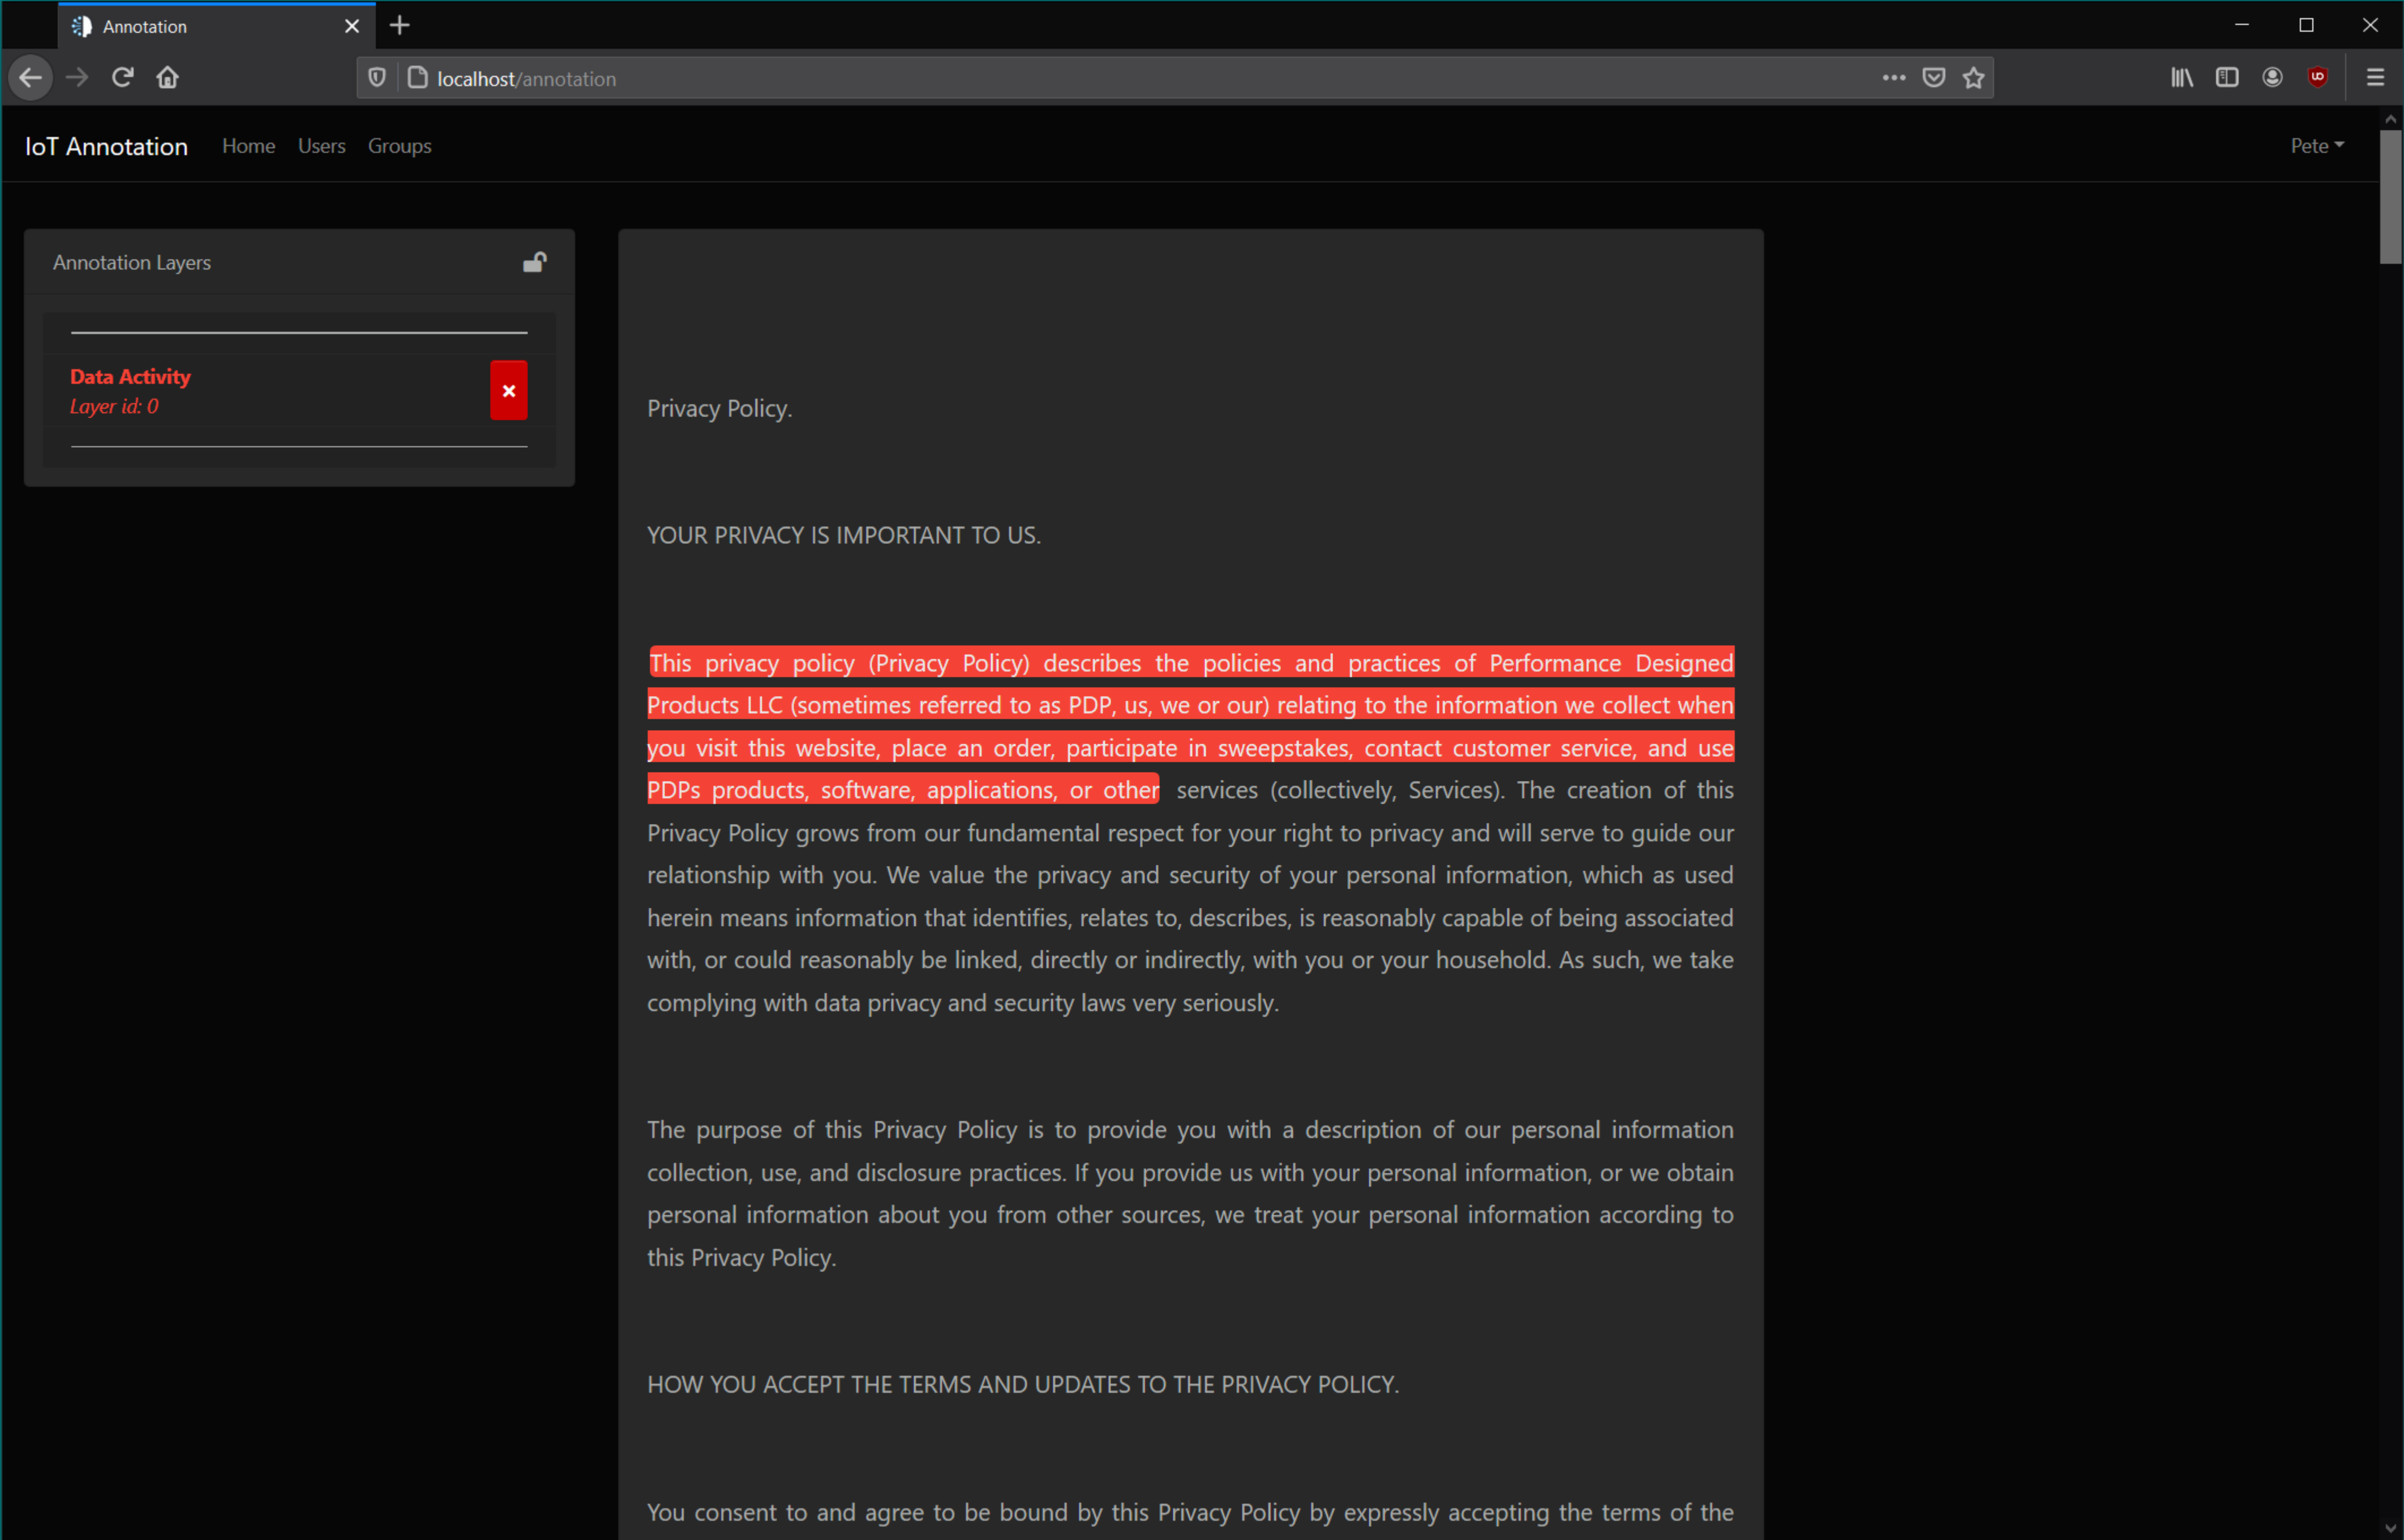 Annotation
localhost/annotation
IoT Annotation Home Users Groups Pete
Annotation Layers
Data Activity
Layer id: 0
Privacy Policy.
YOUR PRIVACY IS IMPORTANT TO US.
This privacy policy (Privacy Policy) describes the policies and practices of Performance Designed
Products LLC (sometimes referred to as PDP, us, we or our) relating to the information we collect when
you visit this website, place an order, participate in sweepstakes, contact customer service, and use
PDPs products, software, applications, or other services (collectively, Services). The creation of this
Privacy Policy grows from our fundamental respect for your right to privacy and will serve to guide our
relationship with you. We value the privacy and security of your personal information, which as used
herein means information that identifies, relates to, describes, is reasonably capable of being associated
with, or could reasonably be linked, directly or indirectly, with you or your household. As such, we take
complying with data privacy and security laws very seriously.
The purpose of this Privacy Policy is to provide you with a description of our personal information
collection, use, and disclosure practices. If you provide us with your personal information, or we obtain
personal information about you from other sources, we treat your personal information according to
this Privacy Policy.
HOW YOU ACCEPT THE TERMS AND UPDATES TO THE PRIVACY POLICY.
You consent to and agree to be bound by this Privacy Policy by expressly accepting the terms of the